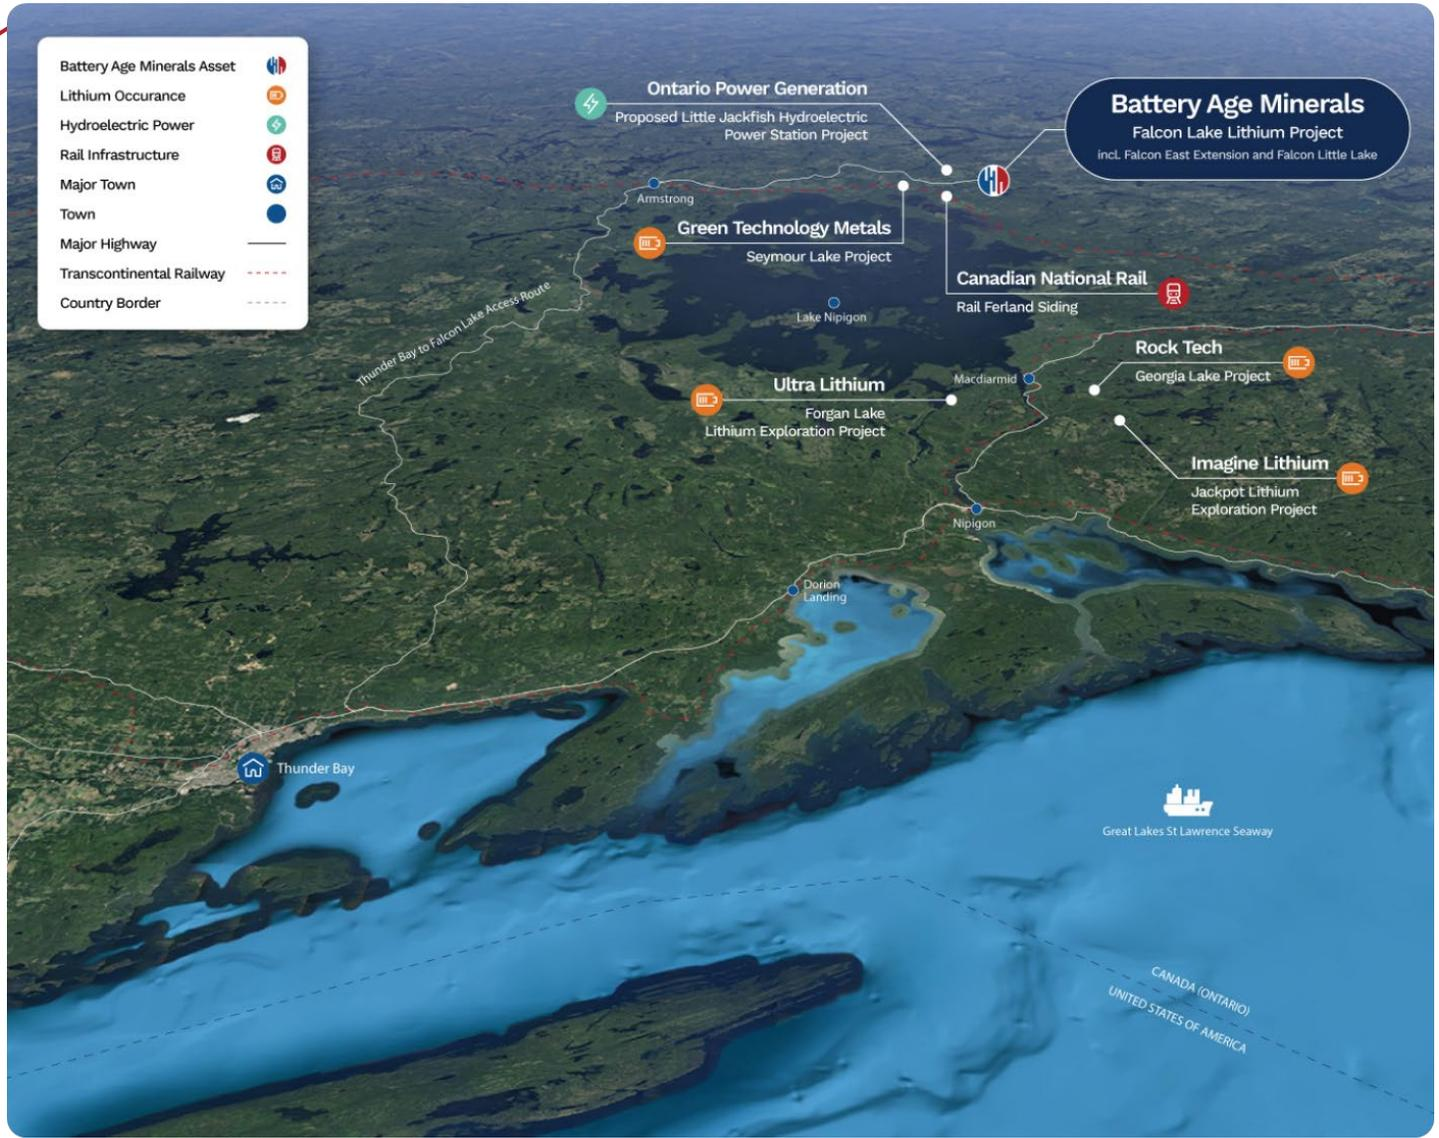 Battery Age Minerals Asset
Lithium Occurance
Hydroelectric Power
Rail Infrastructure
Major Town
Town
Major Highway
Transcontinental Railway
Country Border
Ontario Power Generation
Proposed Little Jackfish Hydroelectric
Power Station Project
Battery Age Minerals
Falcon Lake Lithium Project
incl. Falcon East Extension and Falcon Little Lake
Armstrong
Green Technology Metals
Seymour Lake Project
Canadian National Rail
Rail Ferland Siding
Thunder Bay to Falcon Lake Access Route
Lake Nipigon
Rock Tech
Georgia Lake Project
Macdiarmid
Ultra Lithium
Forgan Lake
Lithium Exploration Project
Imagine Lithium
Jackpot Lithium
Exploration Project
Nipigon
Dorion
Landing
Thunder Bay
Great Lakes St Lawrence Seaway
CANADA (ONTARIO)
UNITED STATES OF AMERICA